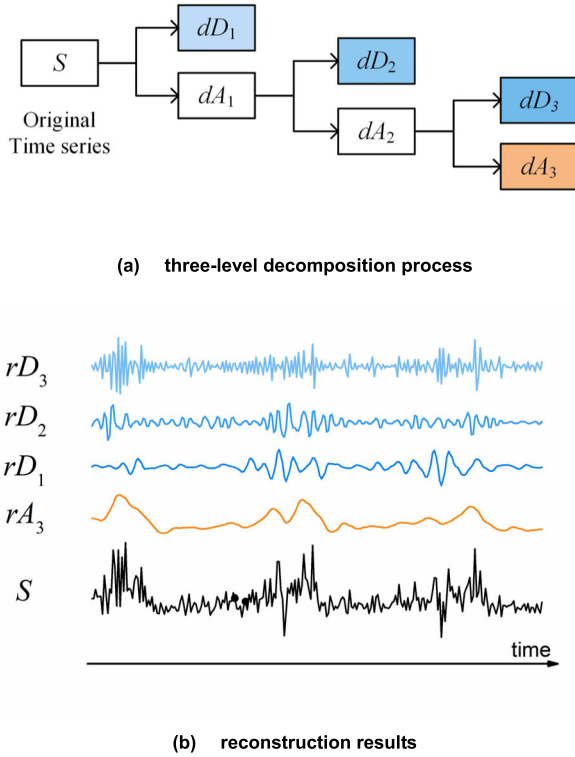 dD₁
S
dD₂
dA₁
dD₃
Original
Time series
dA₂
dA₃
(a) three-level decomposition process
rD₃
rD₂
rD₁
rA₃
S
time
(b) reconstruction results